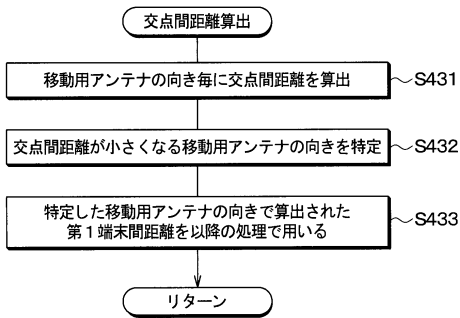 交点間距離算出
移動用アンテナの向き毎に交点間距離を算出
S431
交点間距離が小さくなる移動用アンテナの向きを特定
S432
特定した移動用アンテナの向きで算出された
第1端末間距離を以降の処理で用いる
S433
リターン